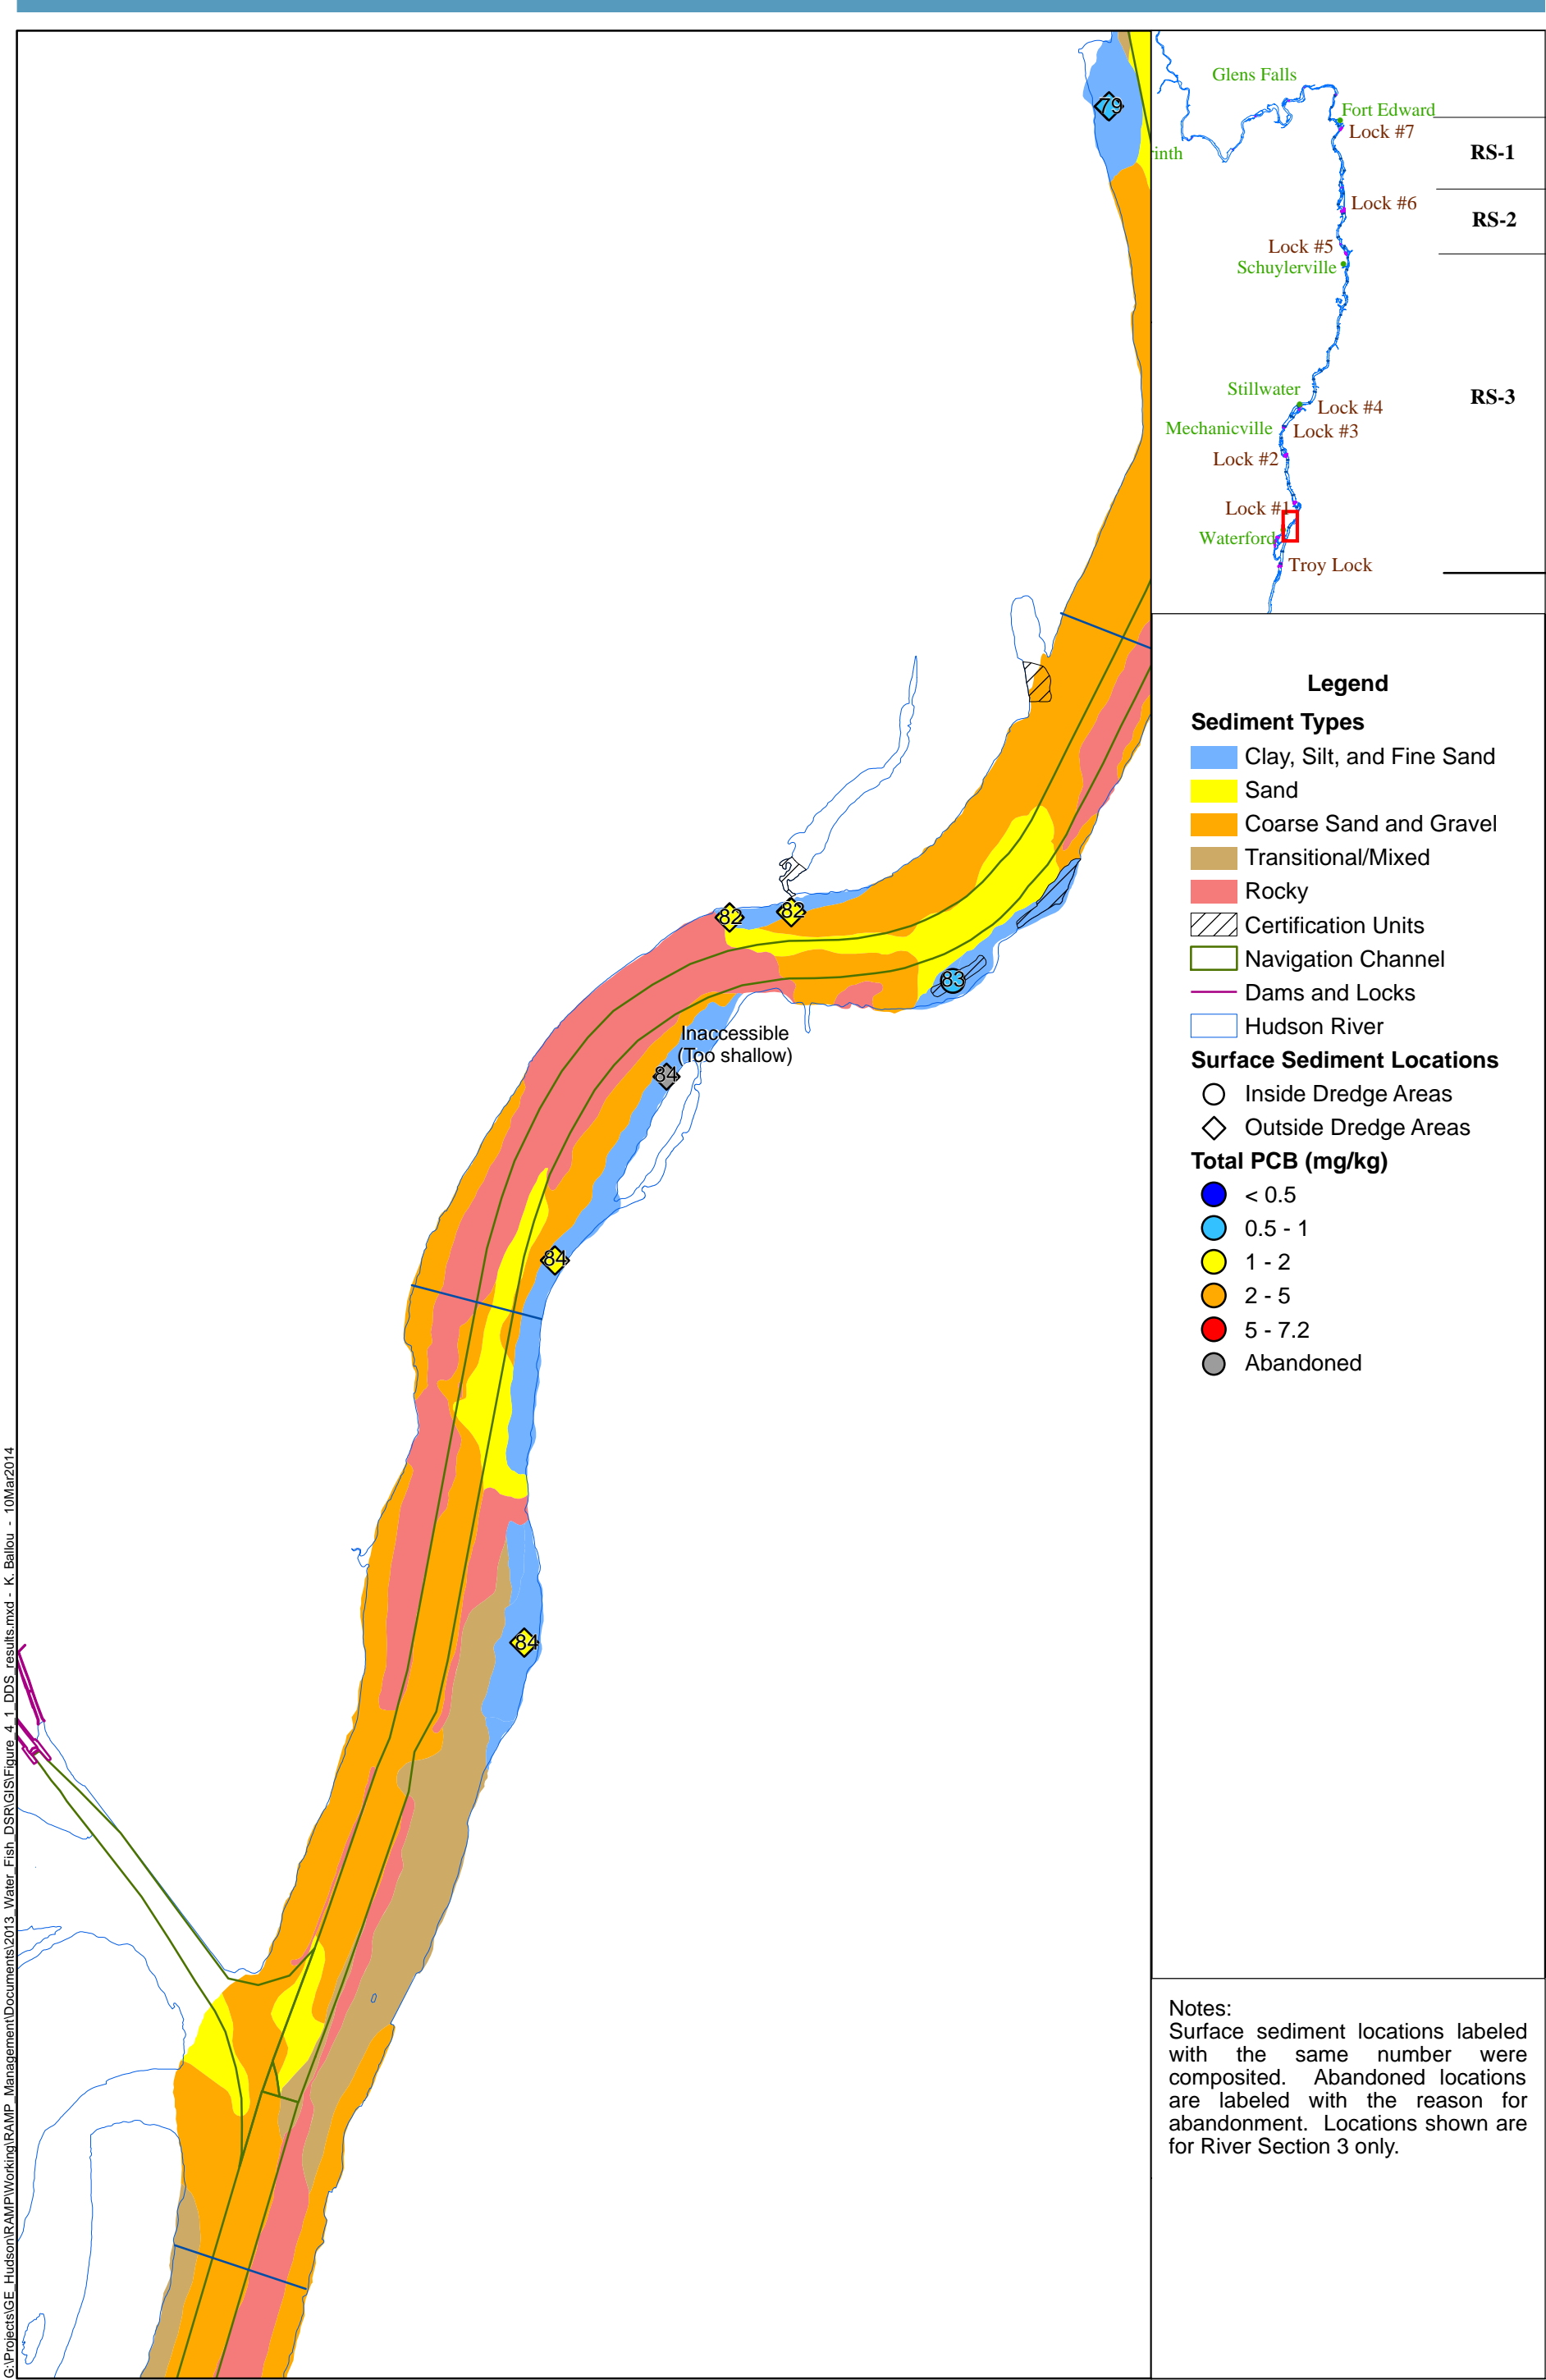 79
82
82
83
Inaccessible
(Too shallow)
84
84
84
Glens Falls
Fort Edward
Lock #7
RS-1
inth
Lock #6
RS-2
Lock #5
Schuylerville
Stillwater
RS-3
Lock #4
Mechanicville
Lock #3
Lock #2
Lock #1
Waterford
Troy Lock
Legend
Sediment Types
Clay, Silt, and Fine Sand
Sand
Coarse Sand and Gravel
Transitional/Mixed
Rocky
Certification Units
Navigation Channel
Dams and Locks
Hudson River
Surface Sediment Locations
Inside Dredge Areas
Outside Dredge Areas
Total PCB (mg/kg)
< 0.5
0.5 - 1
1 - 2
2 - 5
5 - 7.2
Abandoned
Notes:
Surface sediment locations labeled
with the same number were
composited. Abandoned locations
are labeled with the reason for
abandonment. Locations shown are
for River Section 3 only.
G:\Projects\GE_Hudson\RAMP\Working\RAMP_Management\Documents\2013_Water_Fish_DSR\GIS\Figure_4_1_DDS_results.mxd - K. Ballou - 10Mar2014